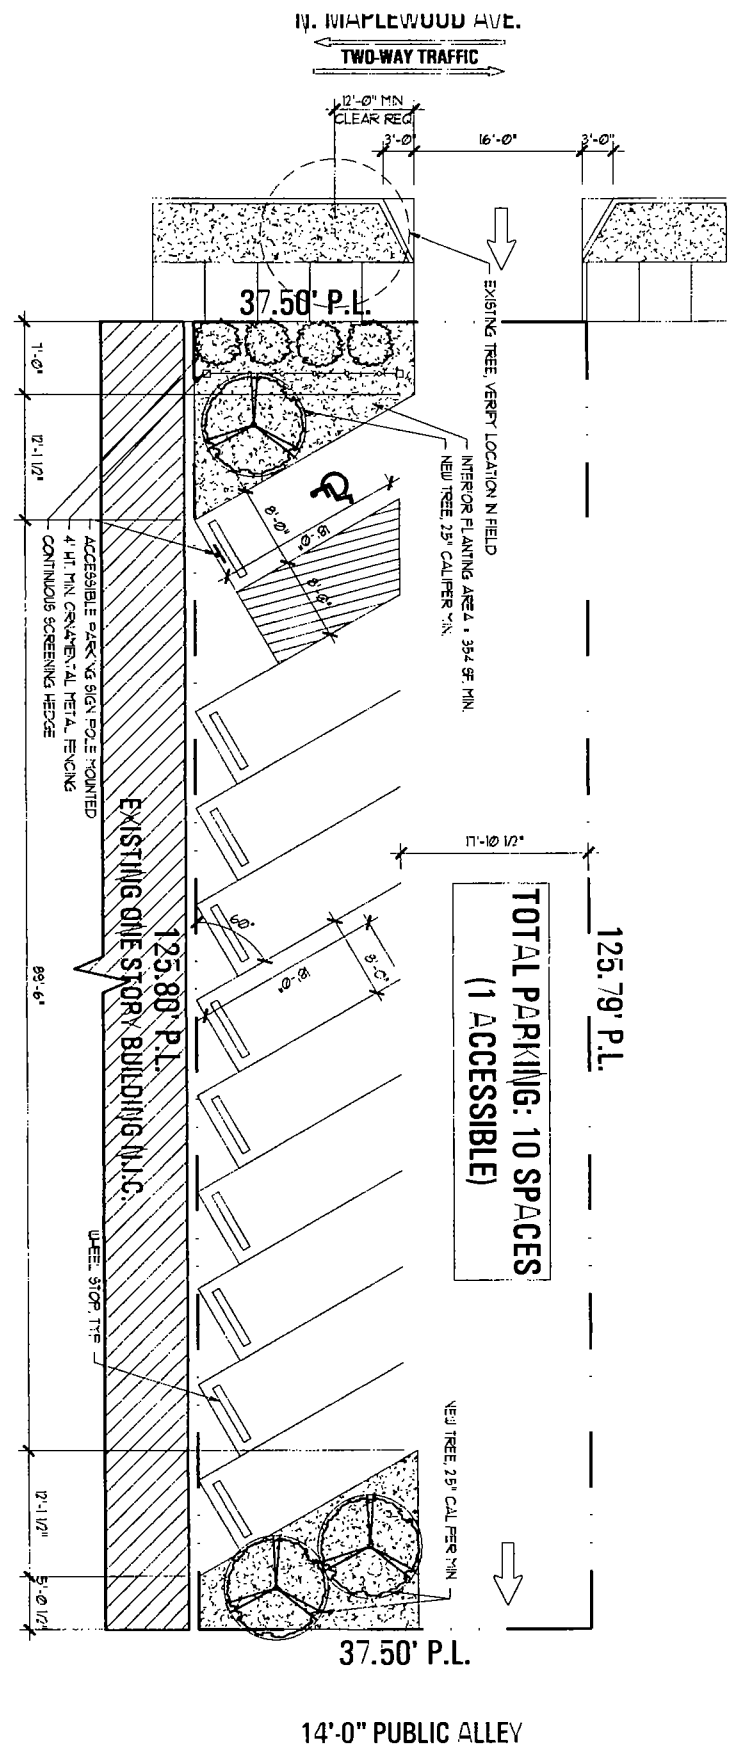 N. MAPLEWOOD AVE.
TWO-WAY TRAFFIC
12'-0" MIN
CLEAR REQ.
3'-0"
16'-0"
3'-0"
EXISTING TREE, VERIFY LOCATION IN FIELD
37.50' P.L.
7'-0"
12'-1 1/2"
INTERIOR PLANTING AREA = 354 SF. MIN.
NEW TREE, 2.5" CALIPER MIN.
8'-0"
18'-0"
8'-0"
ACCESSIBLE PARKING SIGN POLE MOUNTED
4' HT. MIN. ORNAMENTAL METAL FENCING
CONTINUOUS SCREENING HEDGE
EXISTING ONE STORY BUILDING N.I.C.
17'-10 1/2"
TOTAL PARKING: 10 SPACES
(1 ACCESSIBLE)
125.79' P.L.
125.80' P.L.
60°
8'-0"
18'-0"
89'-6"
WHEEL STOP, TYP
NEW TREE, 2.5" CALIPER MIN
12'-1 1/2"
5'-0 1/2"
37.50' P.L.
14'-0" PUBLIC ALLEY